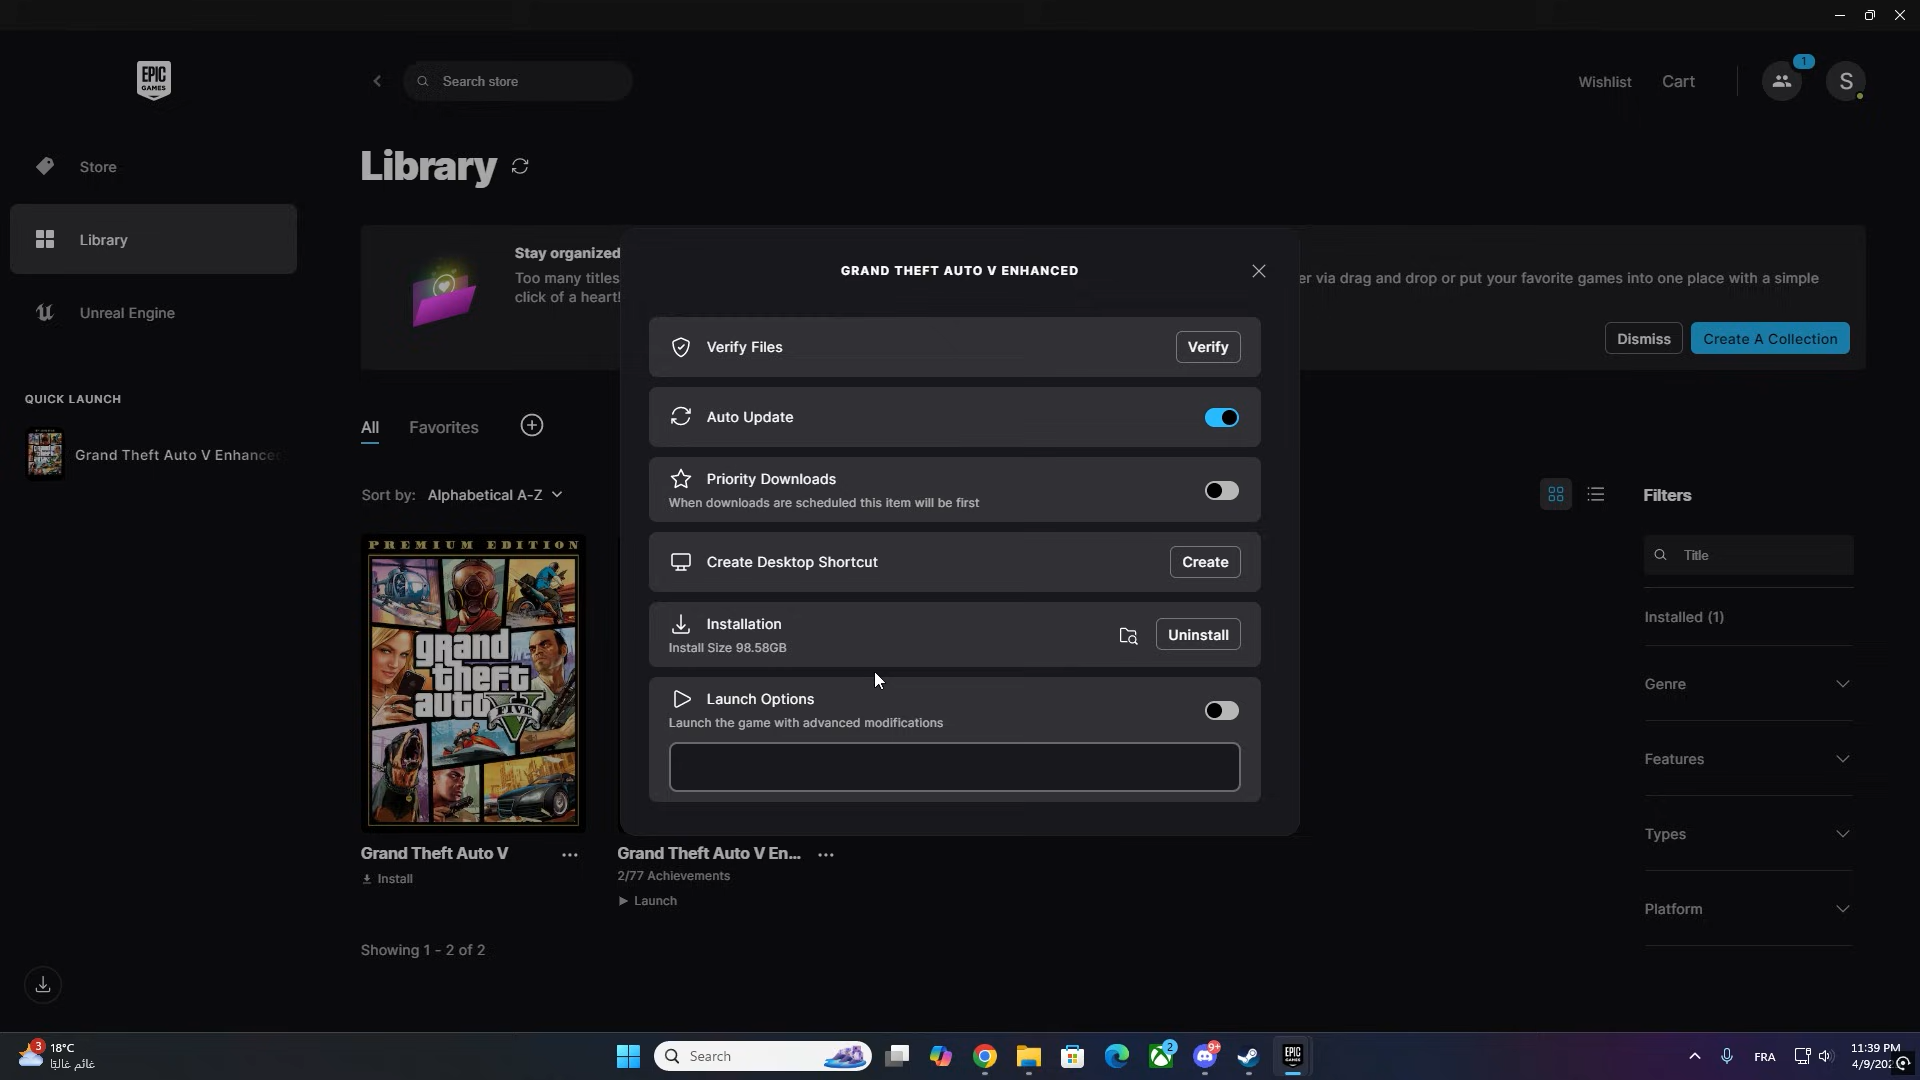 EPIC
GAMES
Search store
Wishlist
Cart
1
S
Store
Library
Unreal Engine
QUICK LAUNCH
Grand Theft Auto V Enhance
Library
Stay organized
Too many titles
click of a heart!
er via drag and drop or put your favorite games into one place with a simple
Dismiss
Create A Collection
All
Favorites
Sort by: Alphabetical A-Z
GRAND THEFT AUTO V ENHANCED
Verify Files
Verify
Auto Update
Priority Downloads
When downloads are scheduled this item will be first
Create Desktop Shortcut
Create
Installation
Install Size 98.58GB
Uninstall
Launch Options
Launch the game with advanced modifications
PREMIUM EDITION
grand
theft
auto V
FIVE
Grand Theft Auto V
Install
Grand Theft Auto V En...
2/77 Achievements
Launch
Showing 1 - 2 of 2
Filters
Title
Installed (1)
Genre
Features
Types
Platform
3
18°C
غائم غالبًا
Search
2
9+
EPIC
GAMES
FRA
11:39 PM
4/9/202